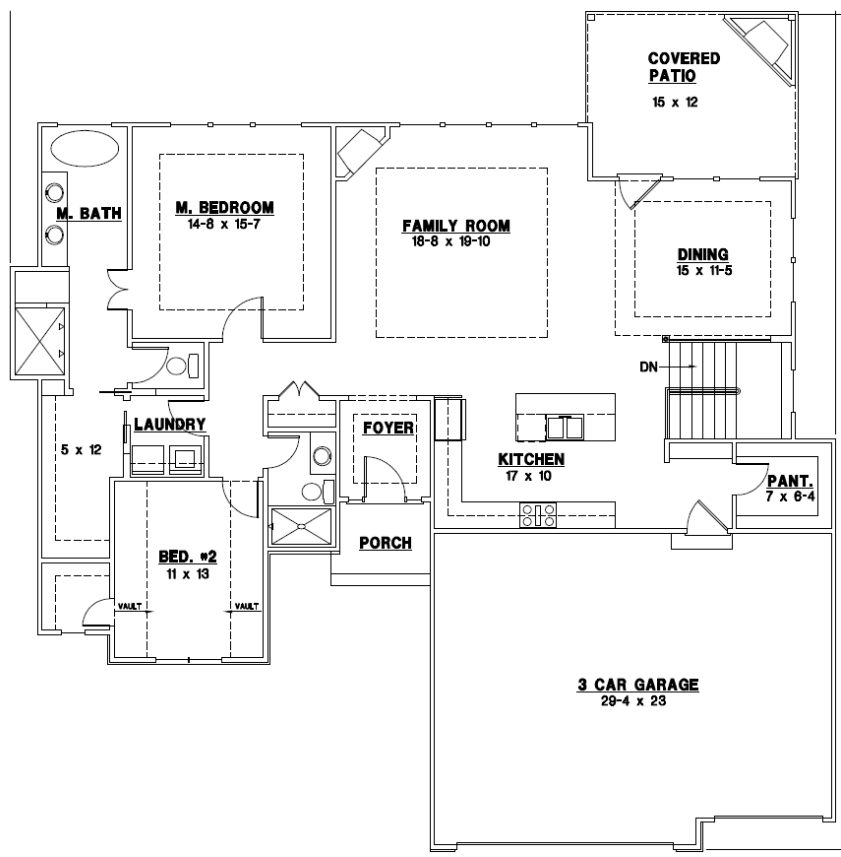 COVERED
PATIO
15 x 12
M. BATH
M. BEDROOM
14-8 x 15-7
FAMILY ROOM
18-8 x 19-10
DINING
15 x 11-5
DN
LAUNDRY
5 x 12
FOYER
KITCHEN
17 x 10
PANT.
7 x 6-4
PORCH
BED. #2
11 x 13
VAULT
VAULT
3 CAR GARAGE
29-4 x 23